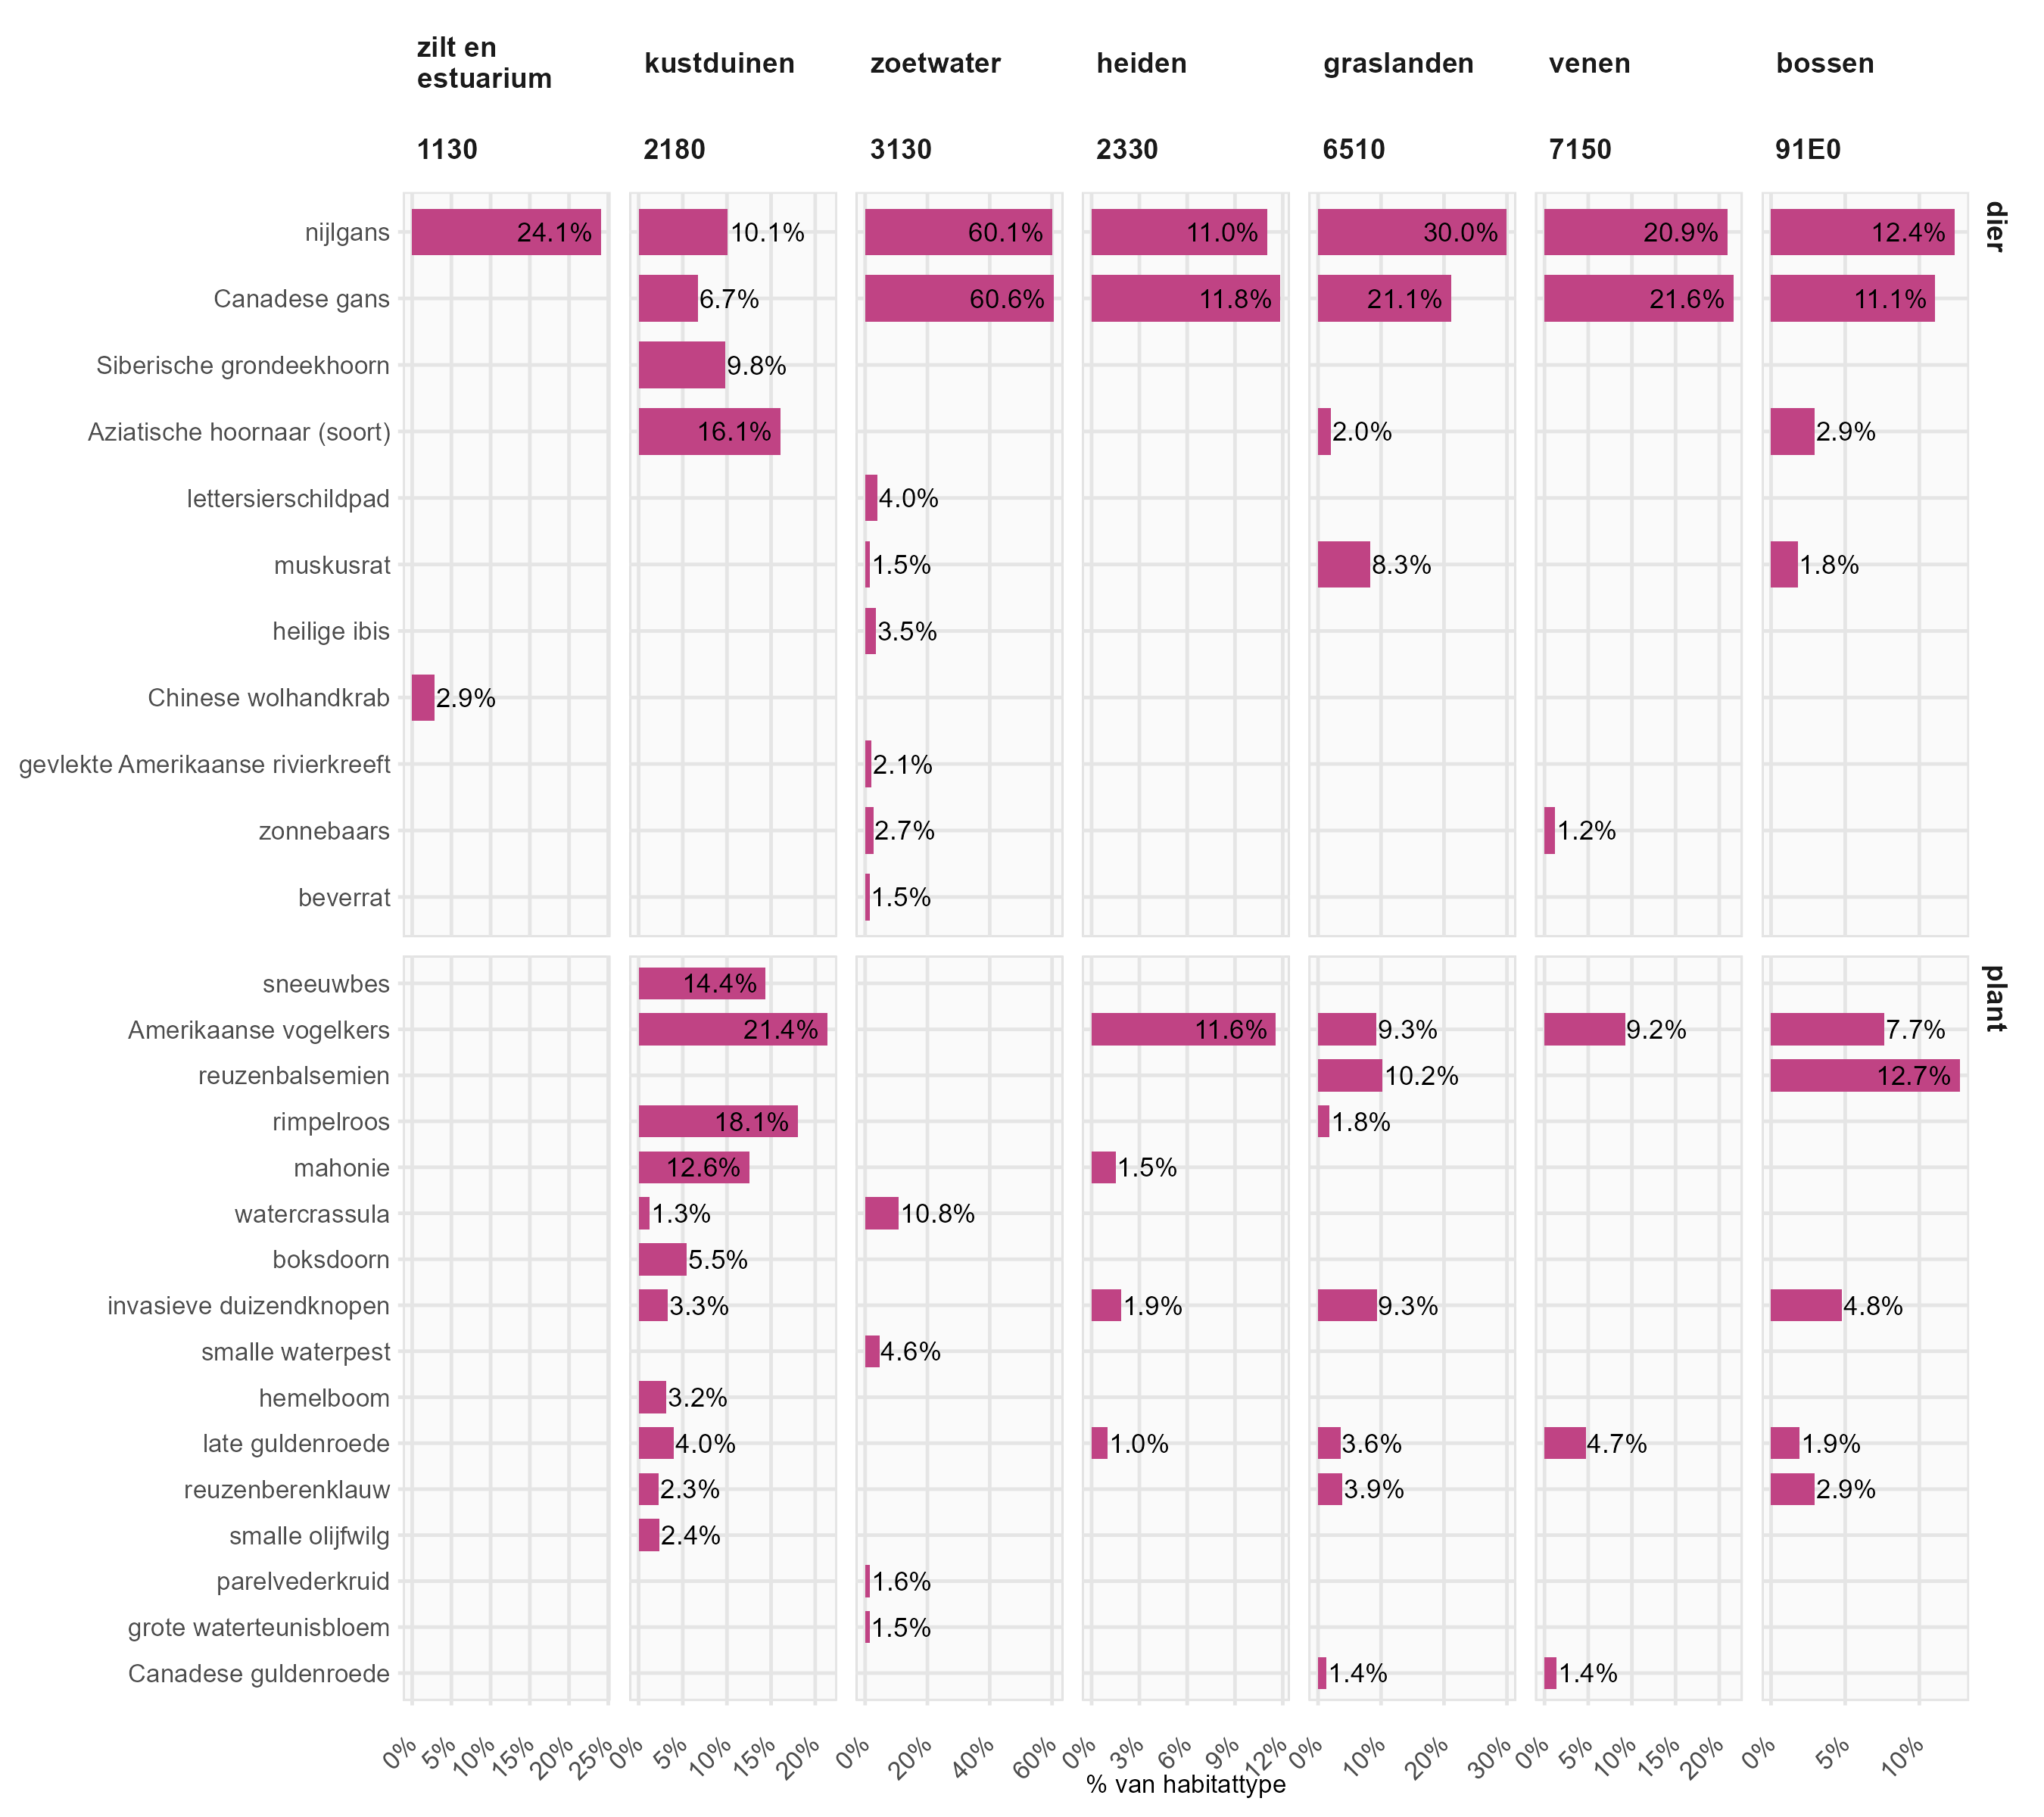 zilt en
estuarium
kustduinen
zoetwater
heiden
graslanden
venen
bossen
1130
2180
3130
2330
6510
7150
91E0
dier
nijlgans 24.1% 10.1% 60.1% 11.0% 30.0% 20.9% 12.4%
Canadese gans 6.7% 60.6% 11.8% 21.1% 21.6% 11.1%
Siberische grondeekhoorn 9.8%
Aziatische hoornaar (soort) 16.1% 2.0% 2.9%
lettersierschildpad 4.0%
muskusrat 1.5% 8.3% 1.8%
heilige ibis 3.5%
Chinese wolhandkrab 2.9%
gevlekte Amerikaanse rivierkreeft 2.1%
zonnebaars 2.7% 1.2%
beverrat 1.5%
plant
sneeuwbes 14.4%
Amerikaanse vogelkers 21.4% 11.6% 9.3% 9.2% 7.7%
reuzenbalsemien 10.2% 12.7%
rimpelroos 18.1% 1.8%
mahonie 12.6% 1.5%
watercrassula 1.3% 10.8%
boksdoorn 5.5%
invasieve duizendknopen 3.3% 1.9% 9.3% 4.8%
smalle waterpest 4.6%
hemelboom 3.2%
late guldenroede 4.0% 1.0% 3.6% 4.7% 1.9%
reuzenberenklauw 2.3% 3.9% 2.9%
smalle olijfwilg 2.4%
parelvederkruid 1.6%
grote waterteunisbloem 1.5%
Canadese guldenroede 1.4% 1.4%
0% 5% 10% 15% 20% 25% 0% 5% 10% 15% 20% 0% 20% 40% 60% 0% 3% 6% 9% 12% 0% 10% 20% 30% 0% 5% 10% 15% 20% 0% 5% 10%
% van habitattype